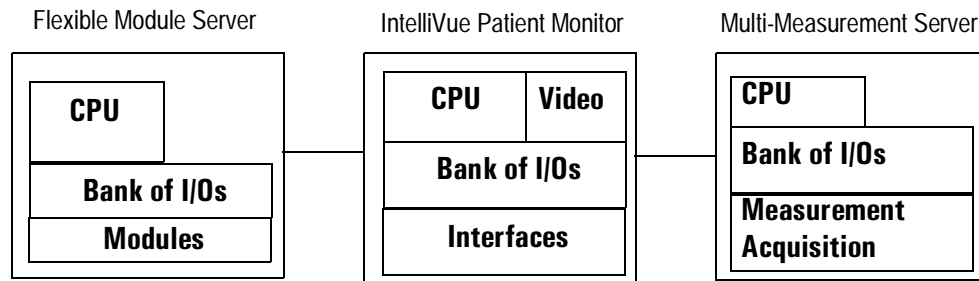 Flexible Module Server
IntelliVue Patient Monitor
Multi-Measurement Server
CPU
Bank of I/Os
Modules
CPU
Video
Bank of I/Os
Interfaces
CPU
Bank of I/Os
Measurement
Acquisition